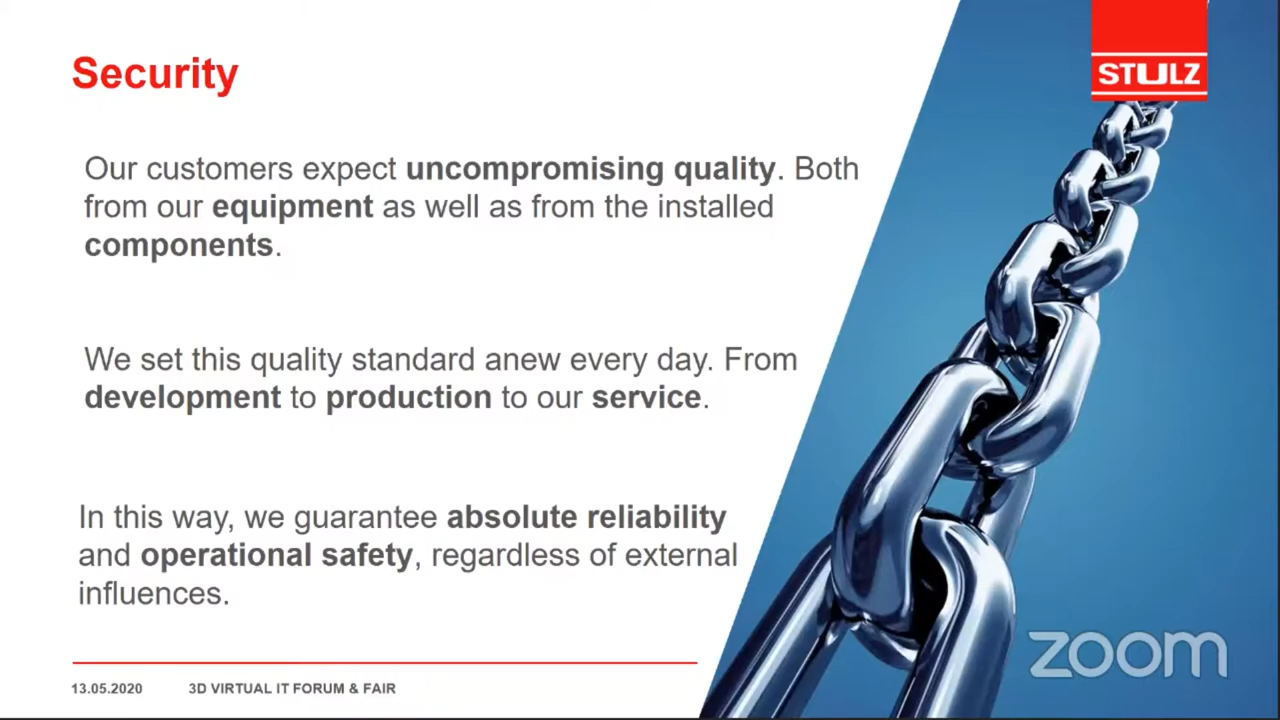 Security
STULZ
Our customers expect uncompromising quality. Both
from our equipment as well as from the installed
components.
We set this quality standard anew every day. From
development to production to our service.
In this way, we guarantee absolute reliability
and operational safety, regardless of external
influences.
zoom
13.05.2020 3D VIRTUAL IT FORUM & FAIR